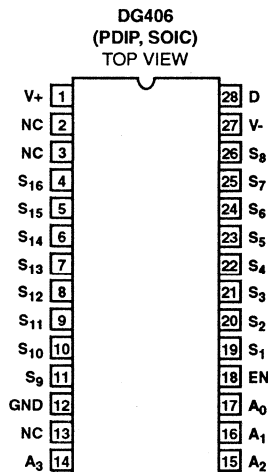 DG406
(PDIP, SOIC)
TOP VIEW
V+ 1 28 D
NC 2 27 V-
NC 3 26 S8
S16 4 25 S7
S15 5 24 S6
S14 6 23 S5
S13 7 22 S4
S12 8 21 S3
S11 9 20 S2
S10 10 19 S1
S9 11 18 EN
GND 12 17 A0
NC 13 16 A1
A3 14 15 A2